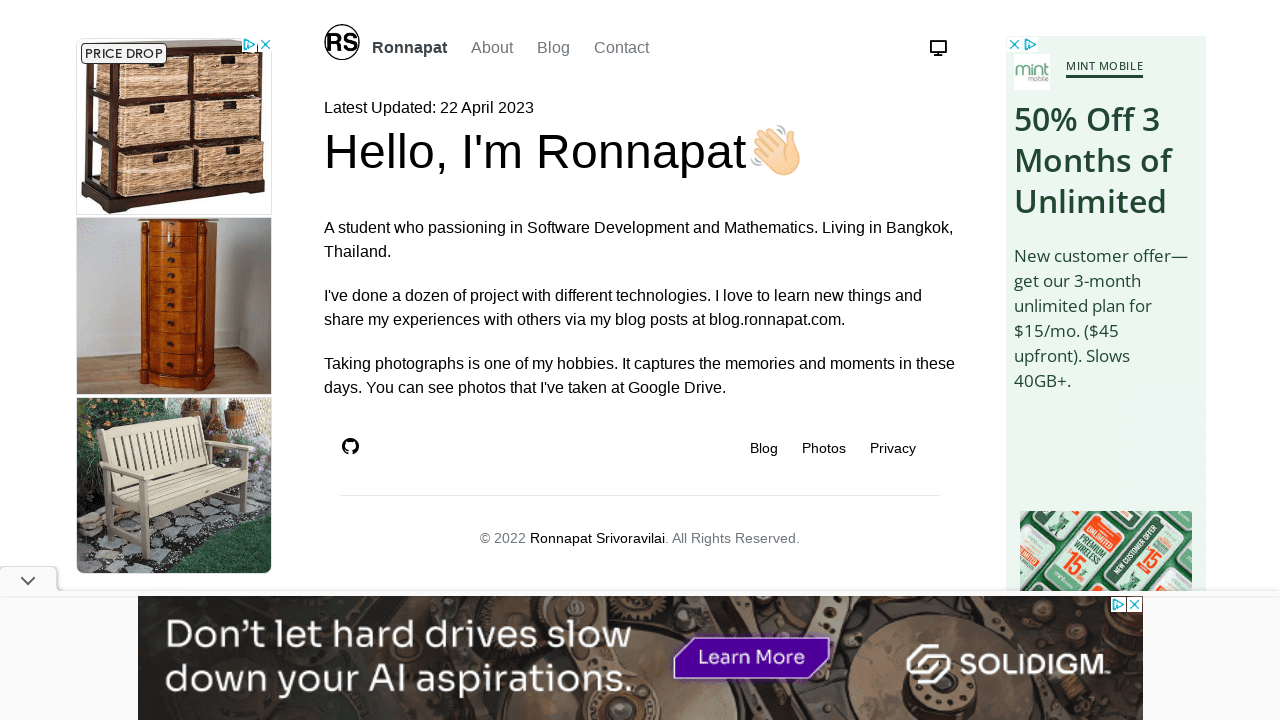 RS
Ronnapat
About
Blog
Contact
Latest Updated: 22 April 2023
Hello, I'm Ronnapat👋🏻
A student who passioning in Software Development and Mathematics. Living in Bangkok,
Thailand.
I've done a dozen of project with different technologies. I love to learn new things and
share my experiences with others via my blog posts at blog.ronnapat.com.
Taking photographs is one of my hobbies. It captures the memories and moments in these
days. You can see photos that I've taken at Google Drive.
Blog
Photos
Privacy
© 2022 Ronnapat Srivoravilai. All Rights Reserved.
PRICE DROP
mint
mobile
MINT MOBILE
50% Off 3
Months of
Unlimited
New customer offer—
get our 3-month
unlimited plan for
$15/mo. ($45
upfront). Slows
40GB+.
UNLIMITED
PREMIUM
WIRELESS
15
NEW CUSTOMER OFFER
15
Don't let hard drives slow
down your AI aspirations.
Learn More
SOLIDIGM